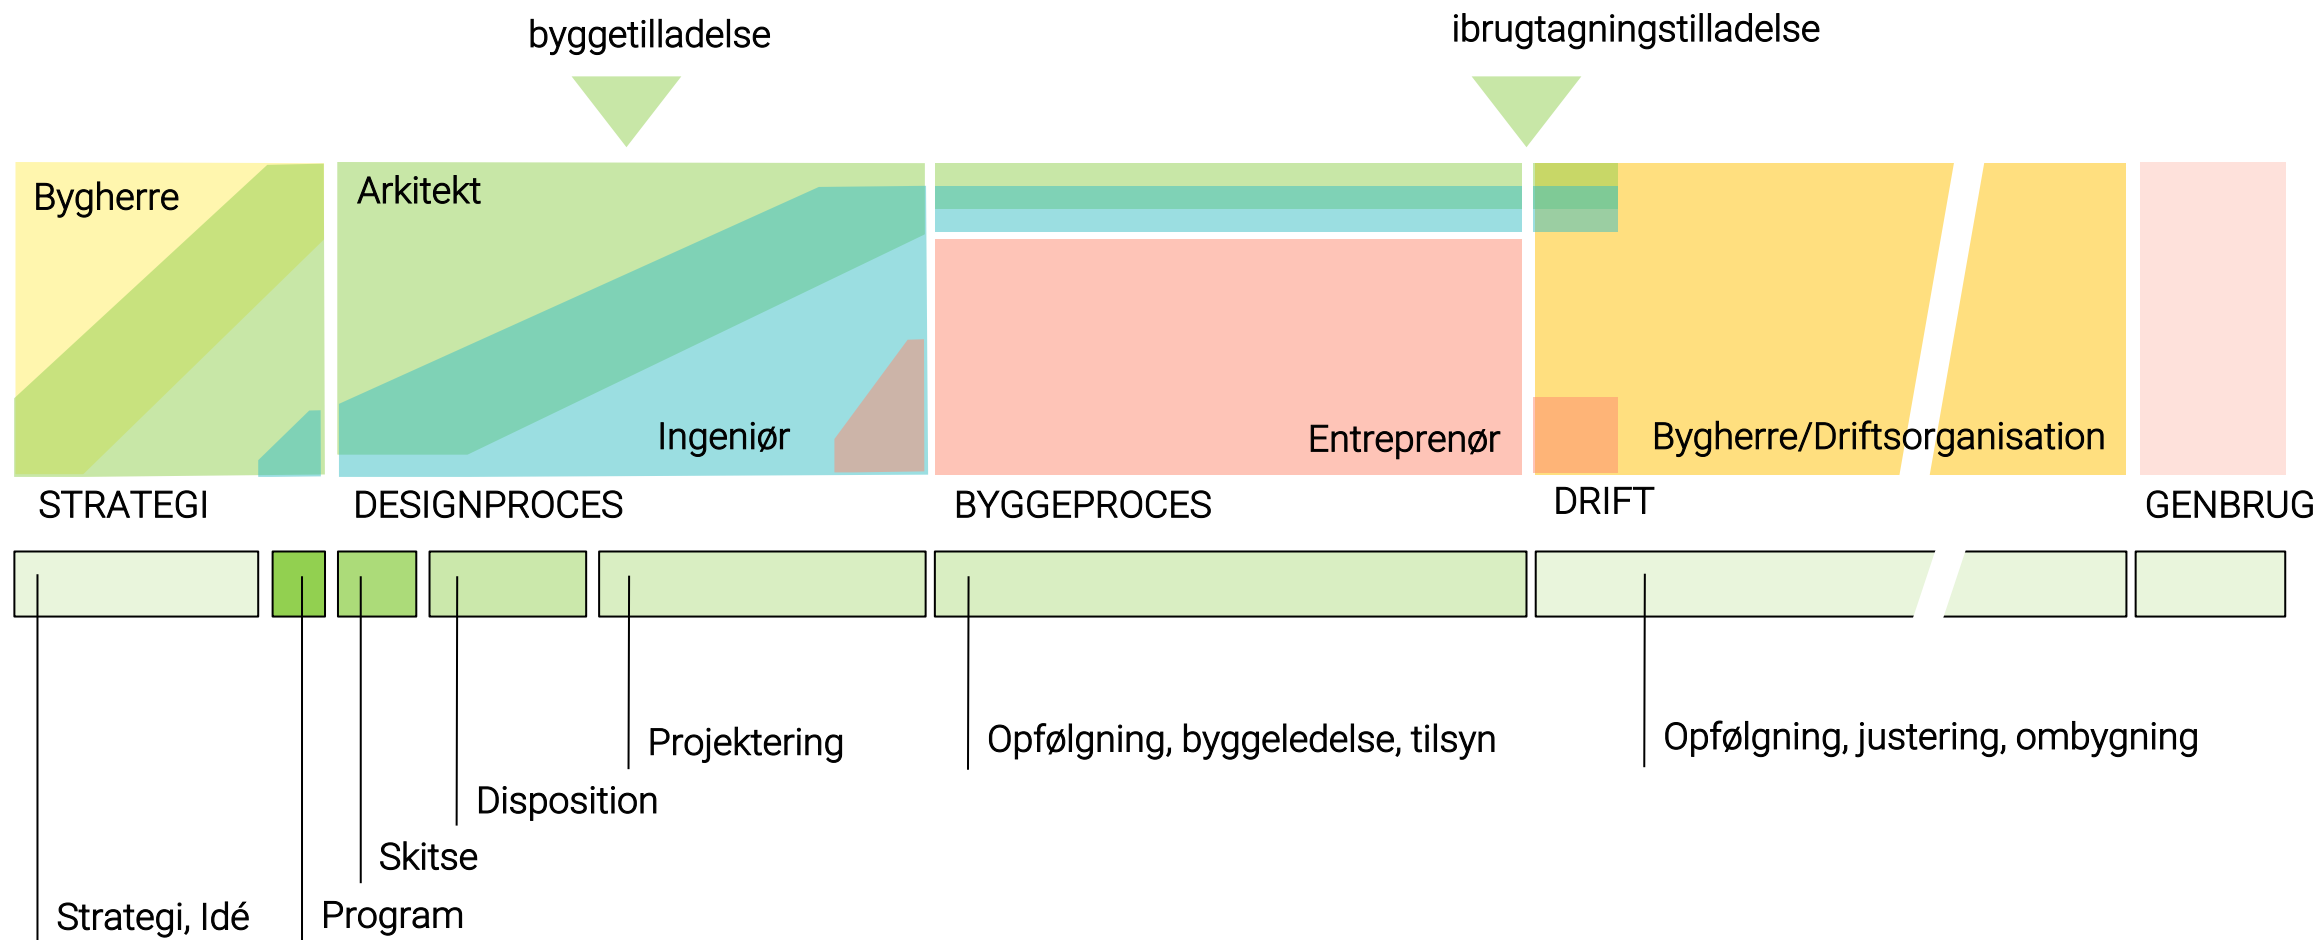 byggetilladelse
ibrugtagningstilladelse
Bygherre
Arkitekt
Ingeniør
Entreprenør
Bygherre/Driftsorganisation
STRATEGI
DESIGNPROCES
BYGGEPROCES
DRIFT
GENBRUG
Projektering
Opfølgning, byggeledelse, tilsyn
Opfølgning, justering, ombygning
Disposition
Skitse
Strategi, Idé
Program